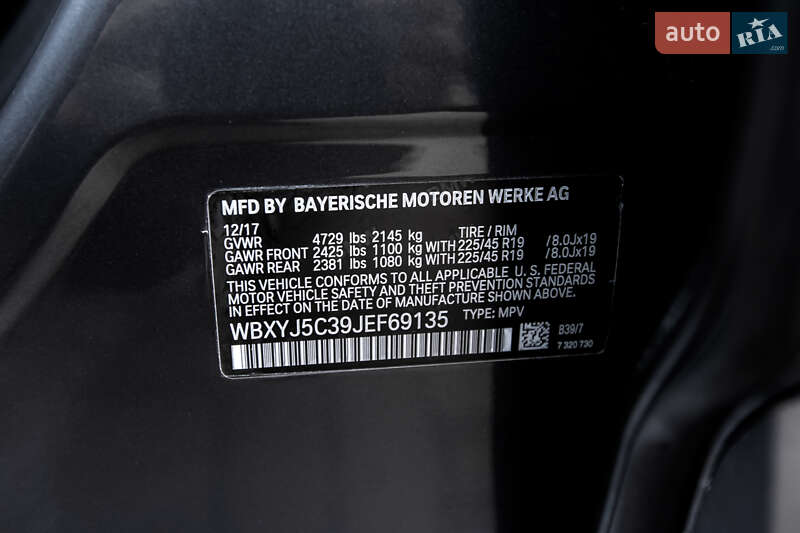 auto RIA .com
MFD BY BAYERISCHE MOTOREN WERKE AG
12/17 TIRE / RIM
GVWR 4729 lbs 2145 kg
GAWR FRONT 2425 lbs 1100 kg WITH 225/45 R19 /8.0Jx19
GAWR REAR 2381 lbs 1080 kg WITH 225/45 R19 /8.0Jx19
THIS VEHICLE CONFORMS TO ALL APPLICABLE U. S. FEDERAL
MOTOR VEHICLE SAFETY AND THEFT PREVENTION STANDARDS
IN EFFECT ON THE DATE OF MANUFACTURE SHOWN ABOVE.
WBXYJ5C39JEF69135 TYPE: MPV
B39/7
7 320 730